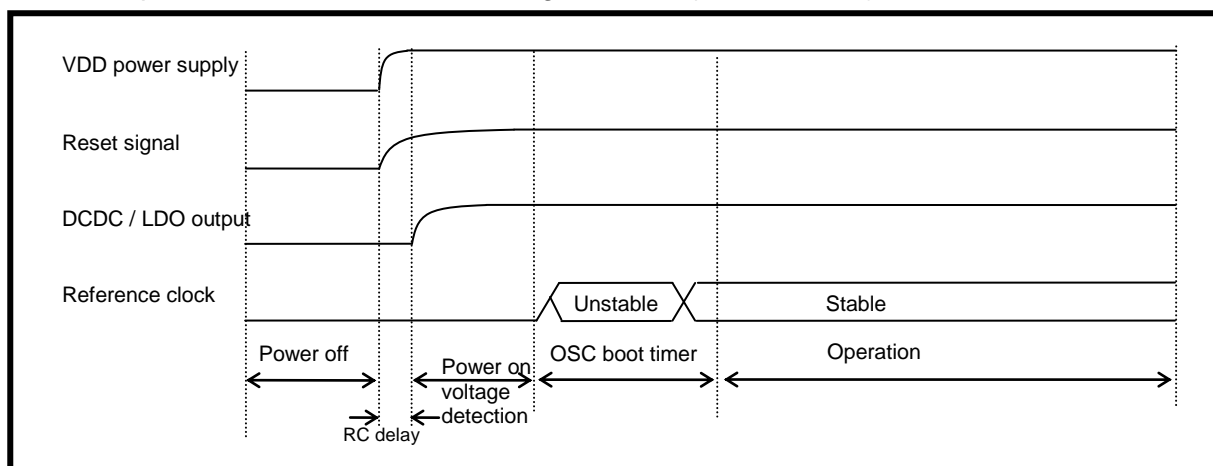 VDD power supply
Reset signal
DCDC / LDO output
Reference clock
Unstable
Stable
Power off
Power on
voltage
detection
OSC boot timer
Operation
RC delay